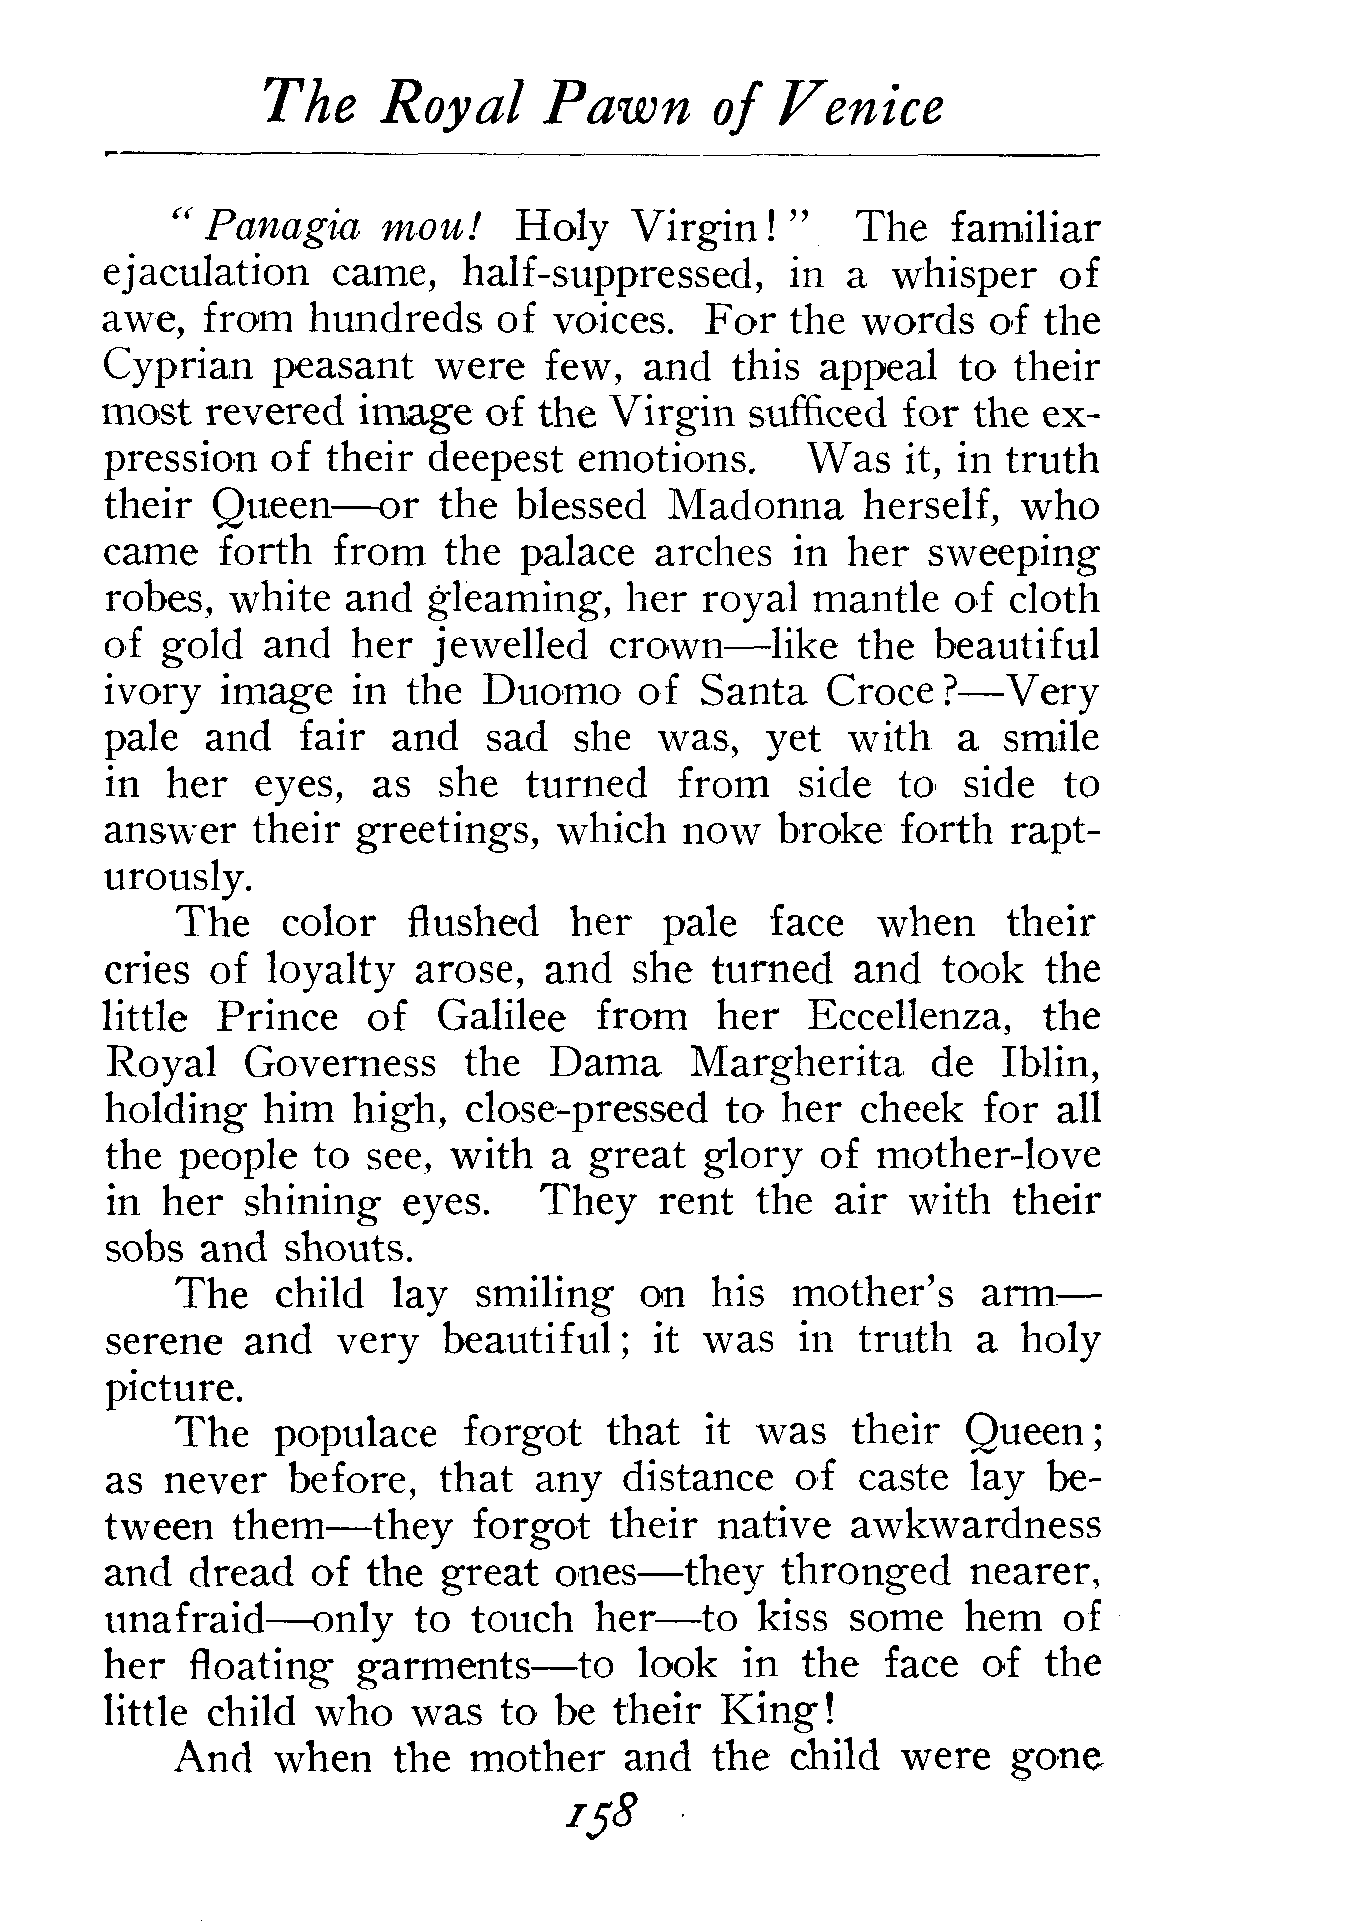 The Royal Pawn of Venice
“ Panagia mou! Holy Virgin! ” The familiar
ejaculation came, half-suppressed, in a whisper of
awe, from hundreds of voices. For the words of the
Cyprian peasant were few, and this appeal to their
most revered image of the Virgin sufficed for the ex-
pression of their deepest emotions. Was it, in truth
their Queen—or the blessed Madonna herself, who
came forth from the palace arches in her sweeping
robes, white and gleaming, her royal mantle of cloth
of gold and her jewelled crown—like the beautiful
ivory image in the Duomo of Santa Croce?—Very
pale and fair and sad she was, yet with a smile
in her eyes, as she turned from side to side to
answer their greetings, which now broke forth rapt-
urously.
The color flushed her pale face when their
cries of loyalty arose, and she turned and took the
little Prince of Galilee from her Eccellenza, the
Royal Governess the Dama Margherita de Iblin,
holding him high, close-pressed to her cheek for all
the people to see, with a great glory of mother-love
in her shining eyes. They rent the air with their
sobs and shouts.
The child lay smiling on his mother's arm—
serene and very beautiful; it was in truth a holy
picture.
The populace forgot that it was their Queen;
as never before, that any distance of caste lay be-
tween them—they forgot their native awkwardness
and dread of the great ones—they thronged nearer,
unafraid—only to touch her—to kiss some hem of
her floating garments—to look in the face of the
little child who was to be their King!
And when the mother and the child were gone
158